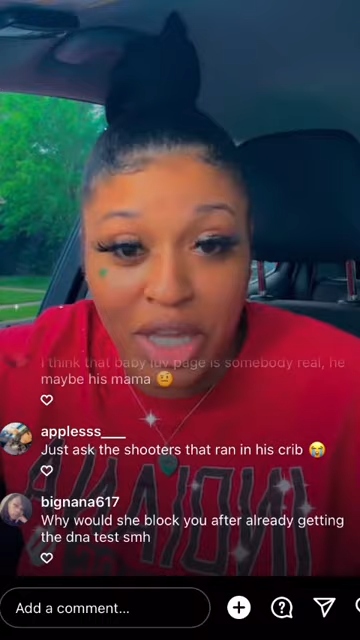 I think that baby luv page is somebody real, he
maybe his mama 🤨
applesss___
Just ask the shooters that ran in his crib 😭
bignana617
Why would she block you after already getting
the dna test smh
Add a comment...